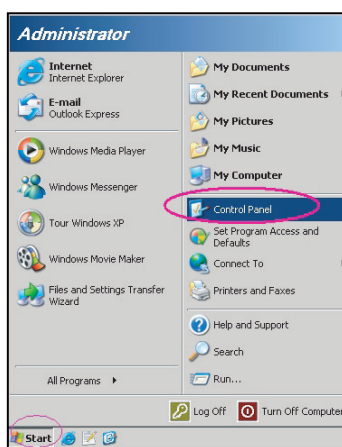 Administrator
Internet
Internet Explorer
E-mail
Outlook Express
Windows Media Player
Windows Messenger
Tour Windows XP
Windows Movie Maker
Files and Settings Transfer
Wizard
All Programs
My Documents
My Recent Documents
My Pictures
My Music
My Computer
Control Panel
Set Program Access and
Defaults
Connect To
Printers and Faxes
Help and Support
Search
Run...
Log Off
Turn Off Computer
Start